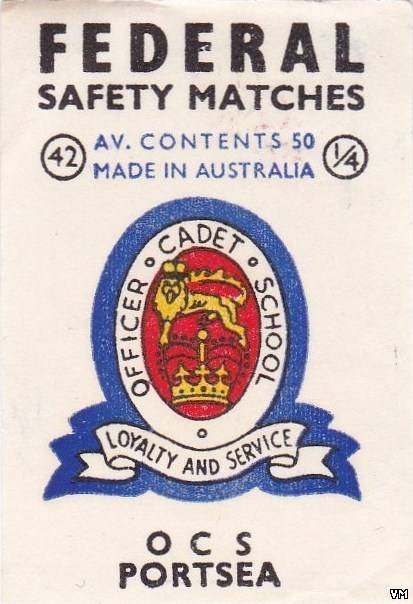 FEDERAL
SAFETY MATCHES
42 AV. CONTENTS 50 1/4
MADE IN AUSTRALIA
OFFICER CADET SCHOOL
LOYALTY AND SERVICE
O C S
PORTSEA
VM